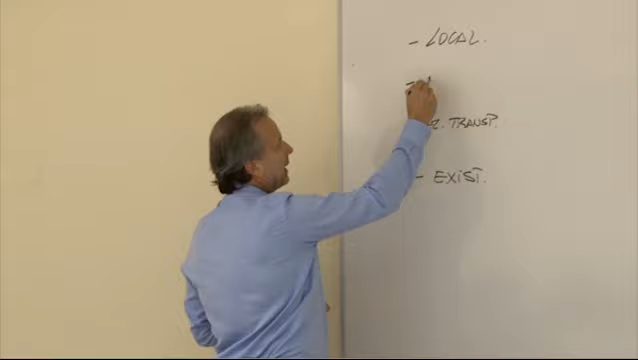 - LOCAL.
-
TRANSP.
- EXIST.